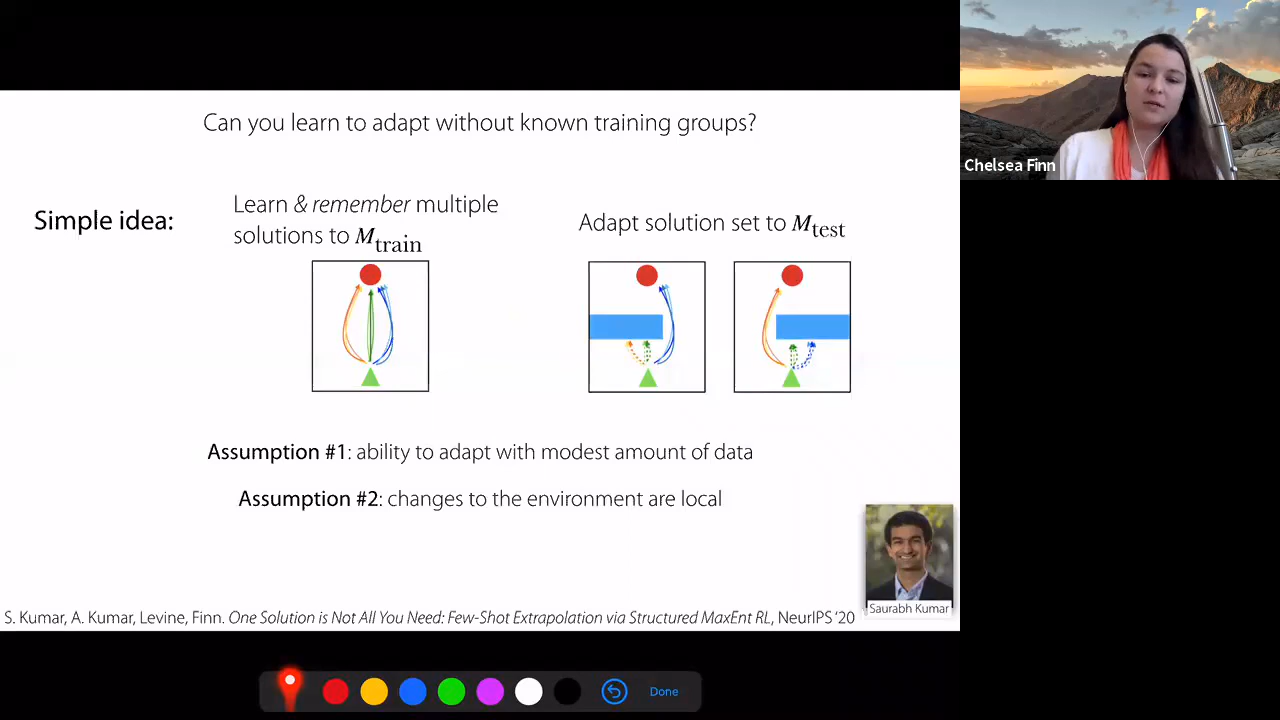 Can you learn to adapt without known training groups?
Simple idea:
Learn & remember multiple
solutions to Mtrain
Adapt solution set to Mtest
Assumption #1: ability to adapt with modest amount of data
Assumption #2: changes to the environment are local
Saurabh Kumar
S. Kumar, A. Kumar, Levine, Finn. One Solution is Not All You Need: Few-Shot Extrapolation via Structured MaxEnt RL, NeurIPS '20
Chelsea Finn
Done